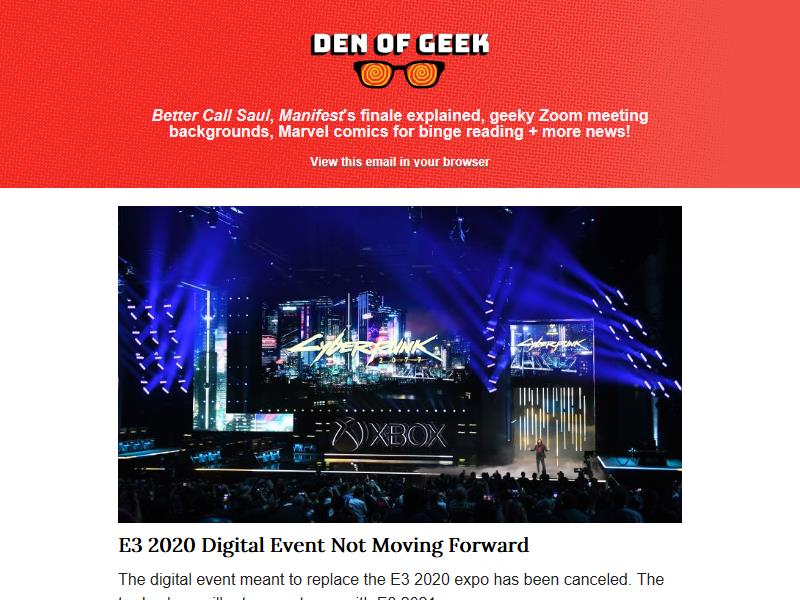 DEN OF GEEK
Better Call Saul, Manifest's finale explained, geeky Zoom meeting
backgrounds, Marvel comics for binge reading + more news!
View this email in your browser
CYBERPUNK
2077
CYBERPUNK
XBOX
E3 2020 Digital Event Not Moving Forward
The digital event meant to replace the E3 2020 expo has been canceled. The